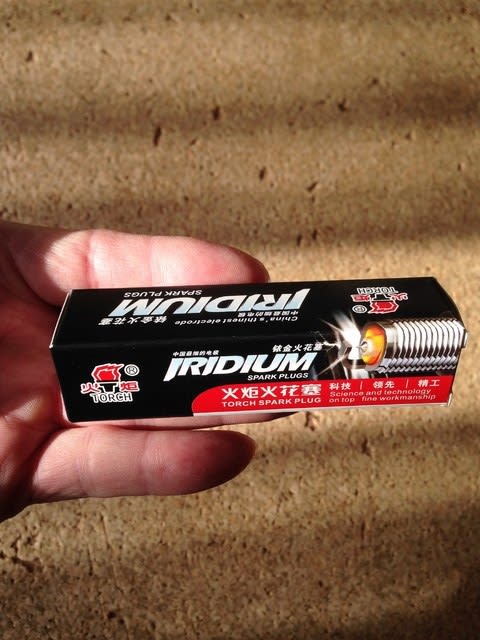 China's thinest electrode
中国最细的电极
IRIDIUM
铱金火花塞
SPARK PLUGS
火炬
®
TORCH
中国最细的电极
铱金火花塞
IRIDIUM
SPARK PLUGS
火炬
®
TORCH
火炬火花塞
TORCH SPARK PLUG
科技 | 领先 | 精工
Science and technology
on top fine workmanship